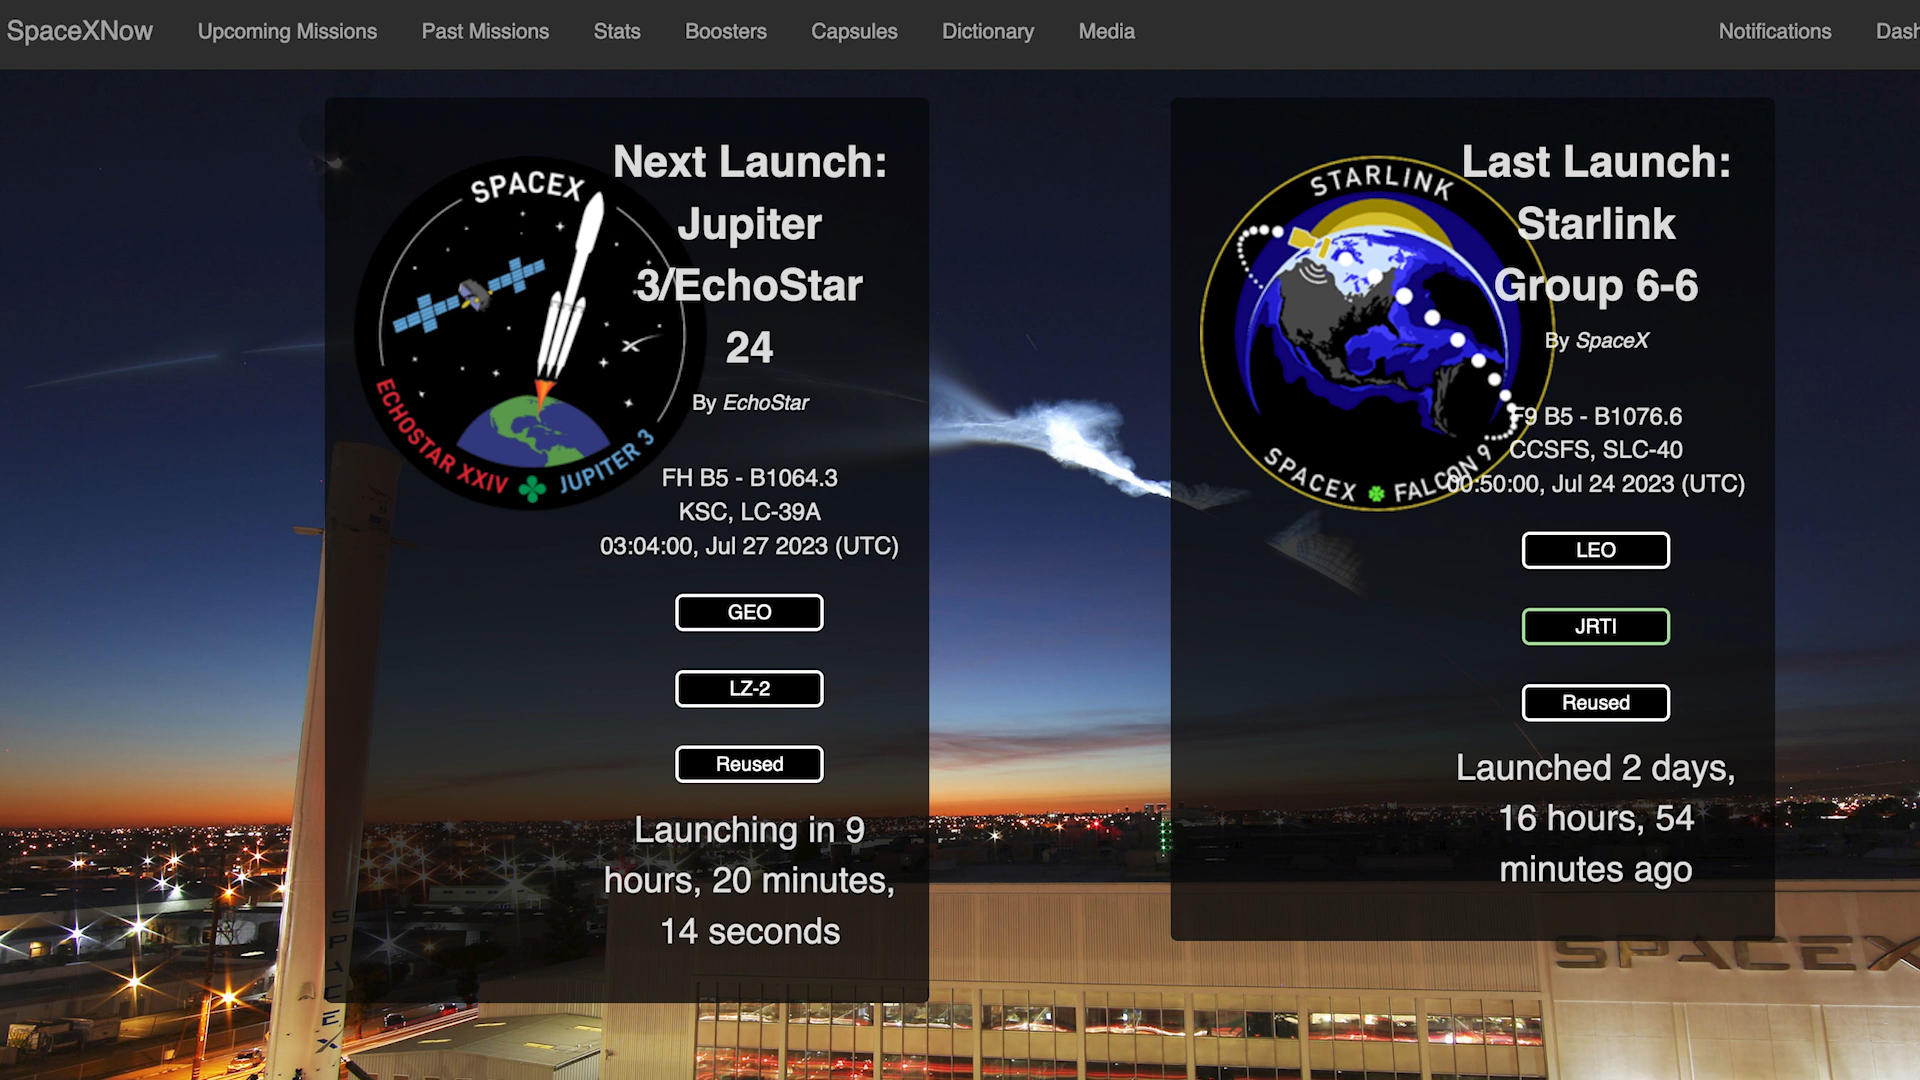 SpaceXNow Upcoming Missions Past Missions Stats Boosters Capsules Dictionary Media Notifications Dash
SPACEX
ECHOSTAR XXIV JUPITER 3
Next Launch:
Jupiter
3/EchoStar
24
By EchoStar
FH B5 - B1064.3
KSC, LC-39A
03:04:00, Jul 27 2023 (UTC)
GEO
LZ-2
Reused
Launching in 9
hours, 20 minutes,
14 seconds
STARLINK
SPACEX FALCON 9
Last Launch:
Starlink
Group 6-6
By SpaceX
F9 B5 - B1076.6
CCSFS, SLC-40
00:50:00, Jul 24 2023 (UTC)
LEO
JRTI
Reused
Launched 2 days,
16 hours, 54
minutes ago
SPACEX
SPACEX